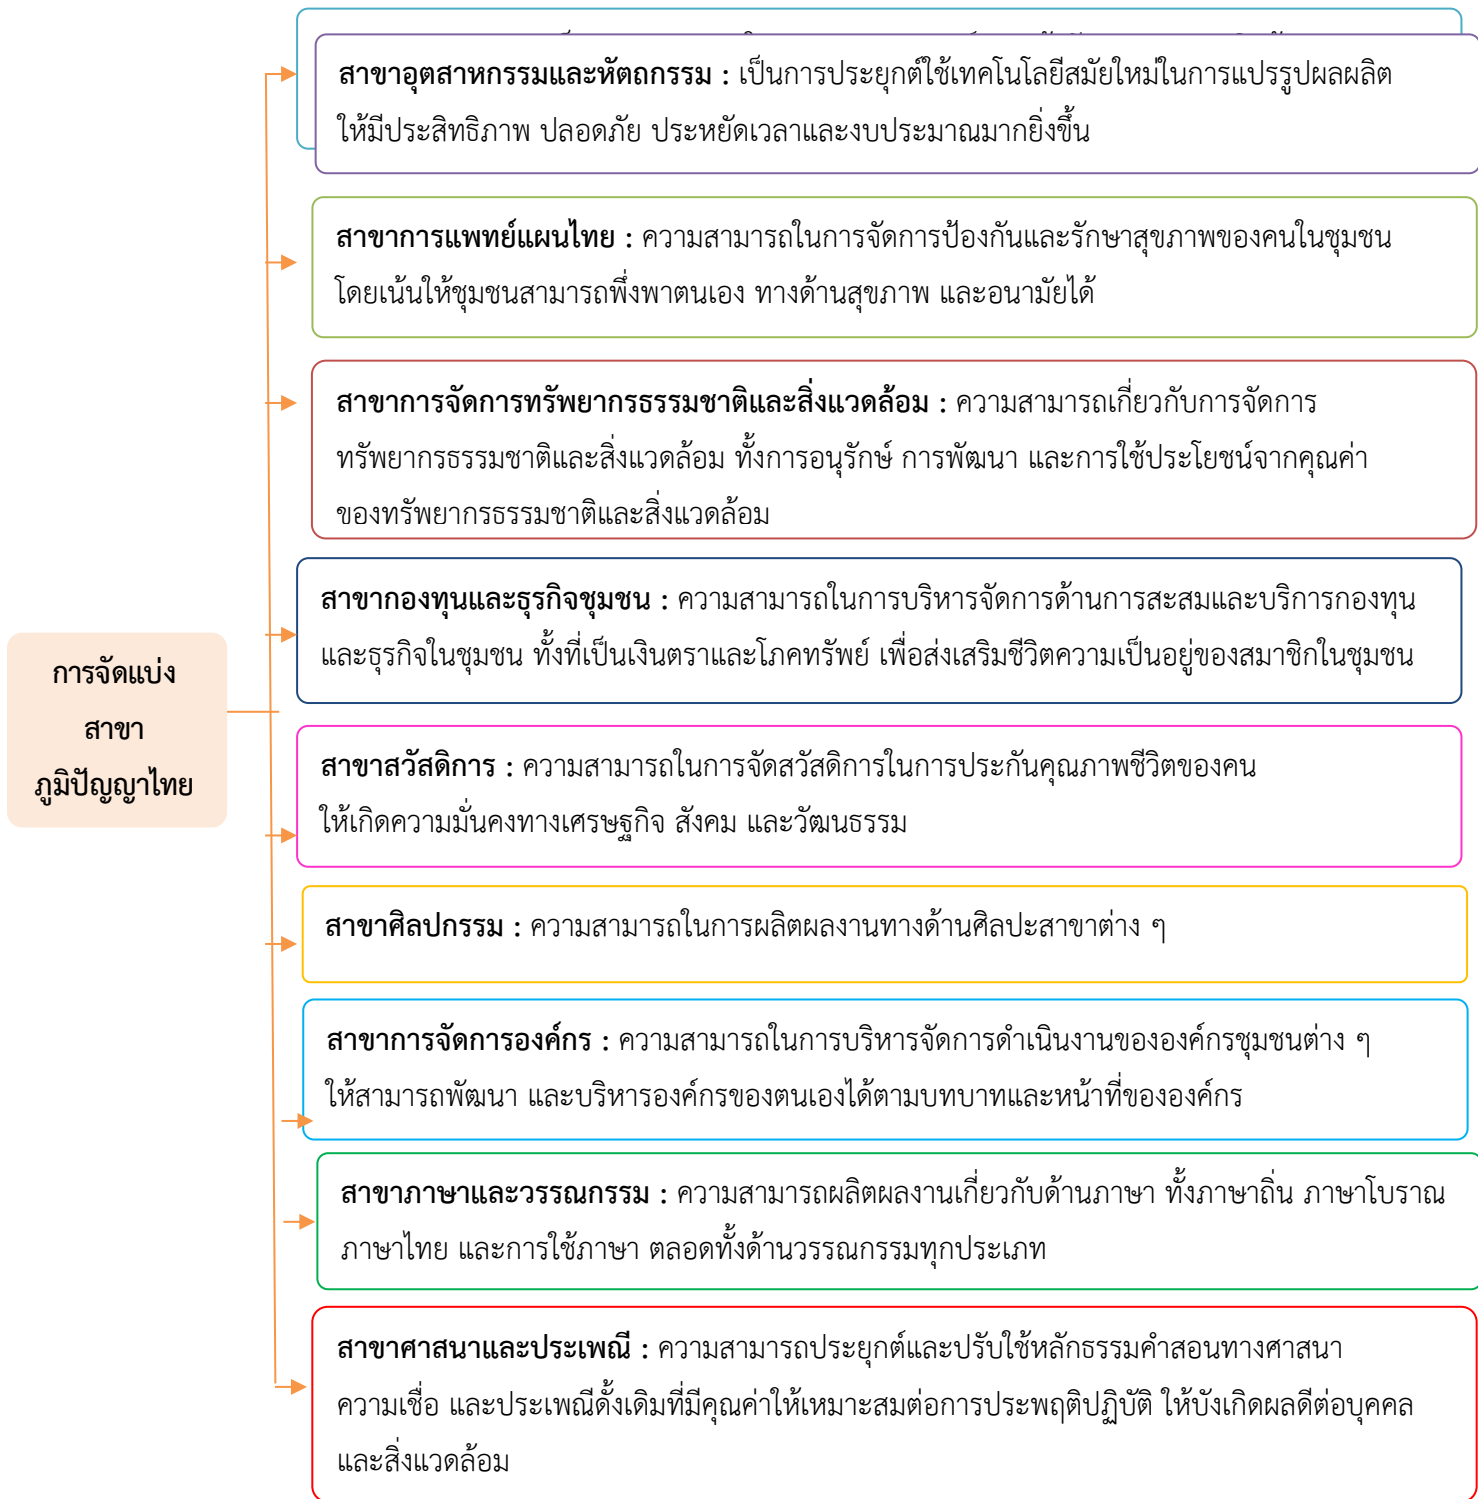 สาขาอุตสาหกรรมและหัตถกรรม : เป็นการประยุกต์ใช้เทคโนโลยีสมัยใหม่ในการแปรรูปผลผลิต
ให้มีประสิทธิภาพ ปลอดภัย ประหยัดเวลาและงบประมาณมากยิ่งขึ้น
สาขาการแพทย์แผนไทย : ความสามารถในการจัดการป้องกันและรักษาสุขภาพของคนในชุมชน
โดยเน้นให้ชุมชนสามารถพึ่งพาตนเอง ทางด้านสุขภาพ และอนามัยได้
สาขาการจัดการทรัพยากรธรรมชาติและสิ่งแวดล้อม : ความสามารถเกี่ยวกับการจัดการ
ทรัพยากรธรรมชาติและสิ่งแวดล้อม ทั้งการอนุรักษ์ การพัฒนา และการใช้ประโยชน์จากคุณค่า
ของทรัพยากรธรรมชาติและสิ่งแวดล้อม
สาขากองทุนและธุรกิจชุมชน : ความสามารถในการบริหารจัดการด้านการสะสมและบริการกองทุน
และธุรกิจในชุมชน ทั้งที่เป็นเงินตราและโภคทรัพย์ เพื่อส่งเสริมชีวิตความเป็นอยู่ของสมาชิกในชุมชน
การจัดแบ่ง
สาขา
ภูมิปัญญาไทย
สาขาสวัสดิการ : ความสามารถในการจัดสวัสดิการในการประกันคุณภาพชีวิตของคน
ให้เกิดความมั่นคงทางเศรษฐกิจ สังคม และวัฒนธรรม
สาขาศิลปกรรม : ความสามารถในการผลิตผลงานทางด้านศิลปะสาขาต่าง ๆ
สาขาการจัดการองค์กร : ความสามารถในการบริหารจัดการดำเนินงานขององค์กรชุมชนต่าง ๆ
ให้สามารถพัฒนา และบริหารองค์กรของตนเองได้ตามบทบาทและหน้าที่ขององค์กร
สาขาภาษาและวรรณกรรม : ความสามารถผลิตผลงานเกี่ยวกับด้านภาษา ทั้งภาษาถิ่น ภาษาโบราณ
ภาษาไทย และการใช้ภาษา ตลอดทั้งด้านวรรณกรรมทุกประเภท
สาขาศาสนาและประเพณี : ความสามารถประยุกต์และปรับใช้หลักธรรมคำสอนทางศาสนา
ความเชื่อ และประเพณีดั้งเดิมที่มีคุณค่าให้เหมาะสมต่อการประพฤติปฏิบัติ ให้บังเกิดผลดีต่อบุคคล
และสิ่งแวดล้อม